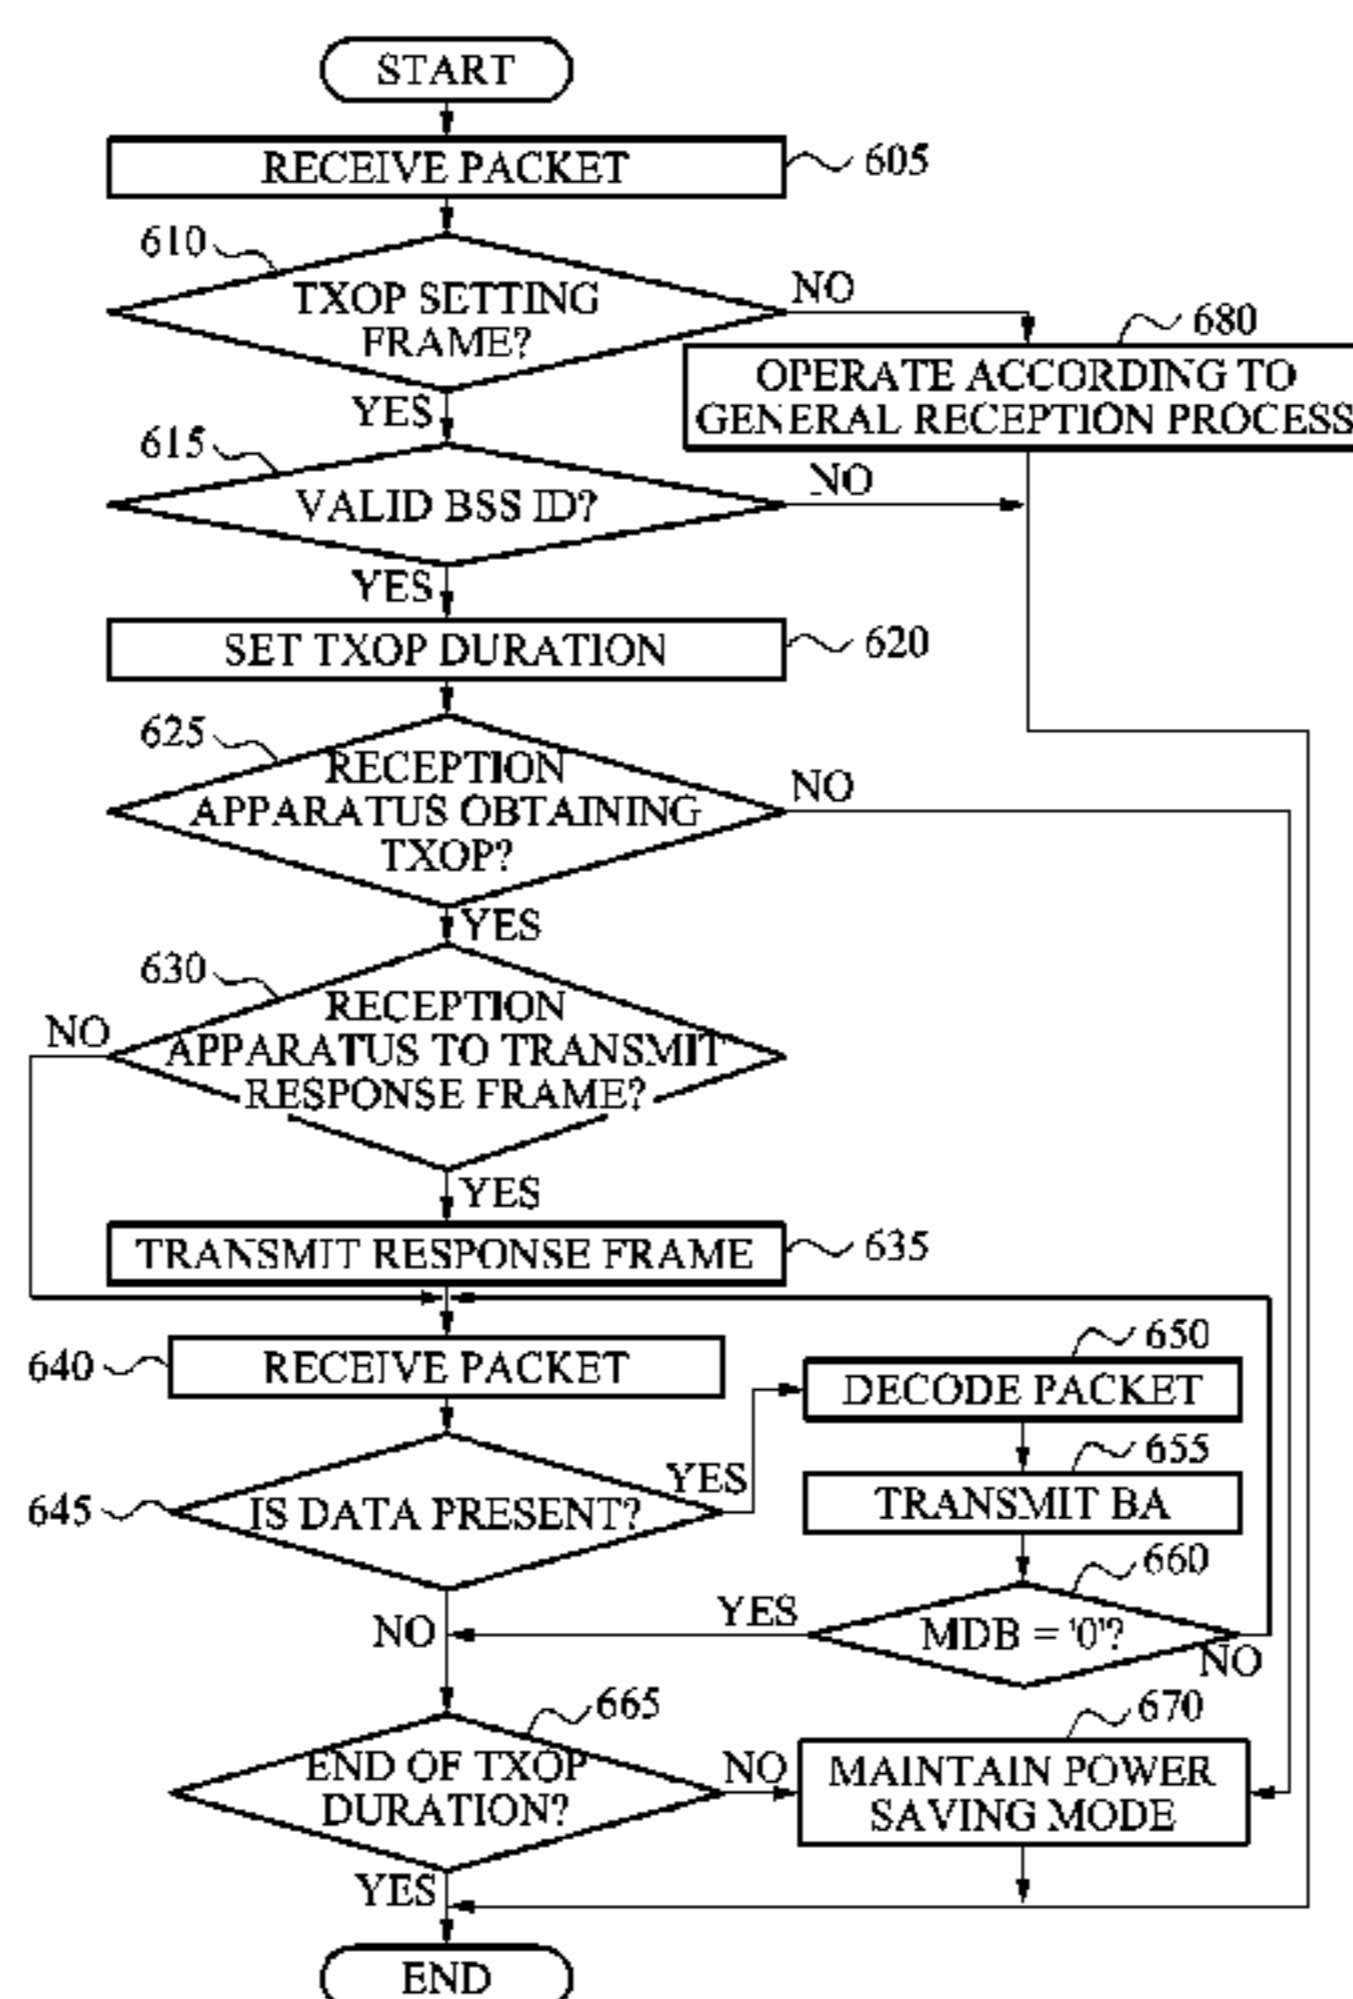 START
RECEIVE PACKET
605
610
TXOP SETTING
FRAME?
NO
680
OPERATE ACCORDING TO
GENERAL RECEPTION PROCESS
YES
615
VALID BSS ID?
NO
YES
SET TXOP DURATION
620
625
RECEPTION
APPARATUS OBTAINING
TXOP?
NO
YES
630
RECEPTION
APPARATUS TO TRANSMIT
RESPONSE FRAME?
NO
YES
TRANSMIT RESPONSE FRAME
635
640
RECEIVE PACKET
650
DECODE PACKET
645
IS DATA PRESENT?
YES
655
TRANSMIT BA
660
MDB = '0'?
YES
NO
NO
665
END OF TXOP
DURATION?
NO
670
MAINTAIN POWER
SAVING MODE
YES
END